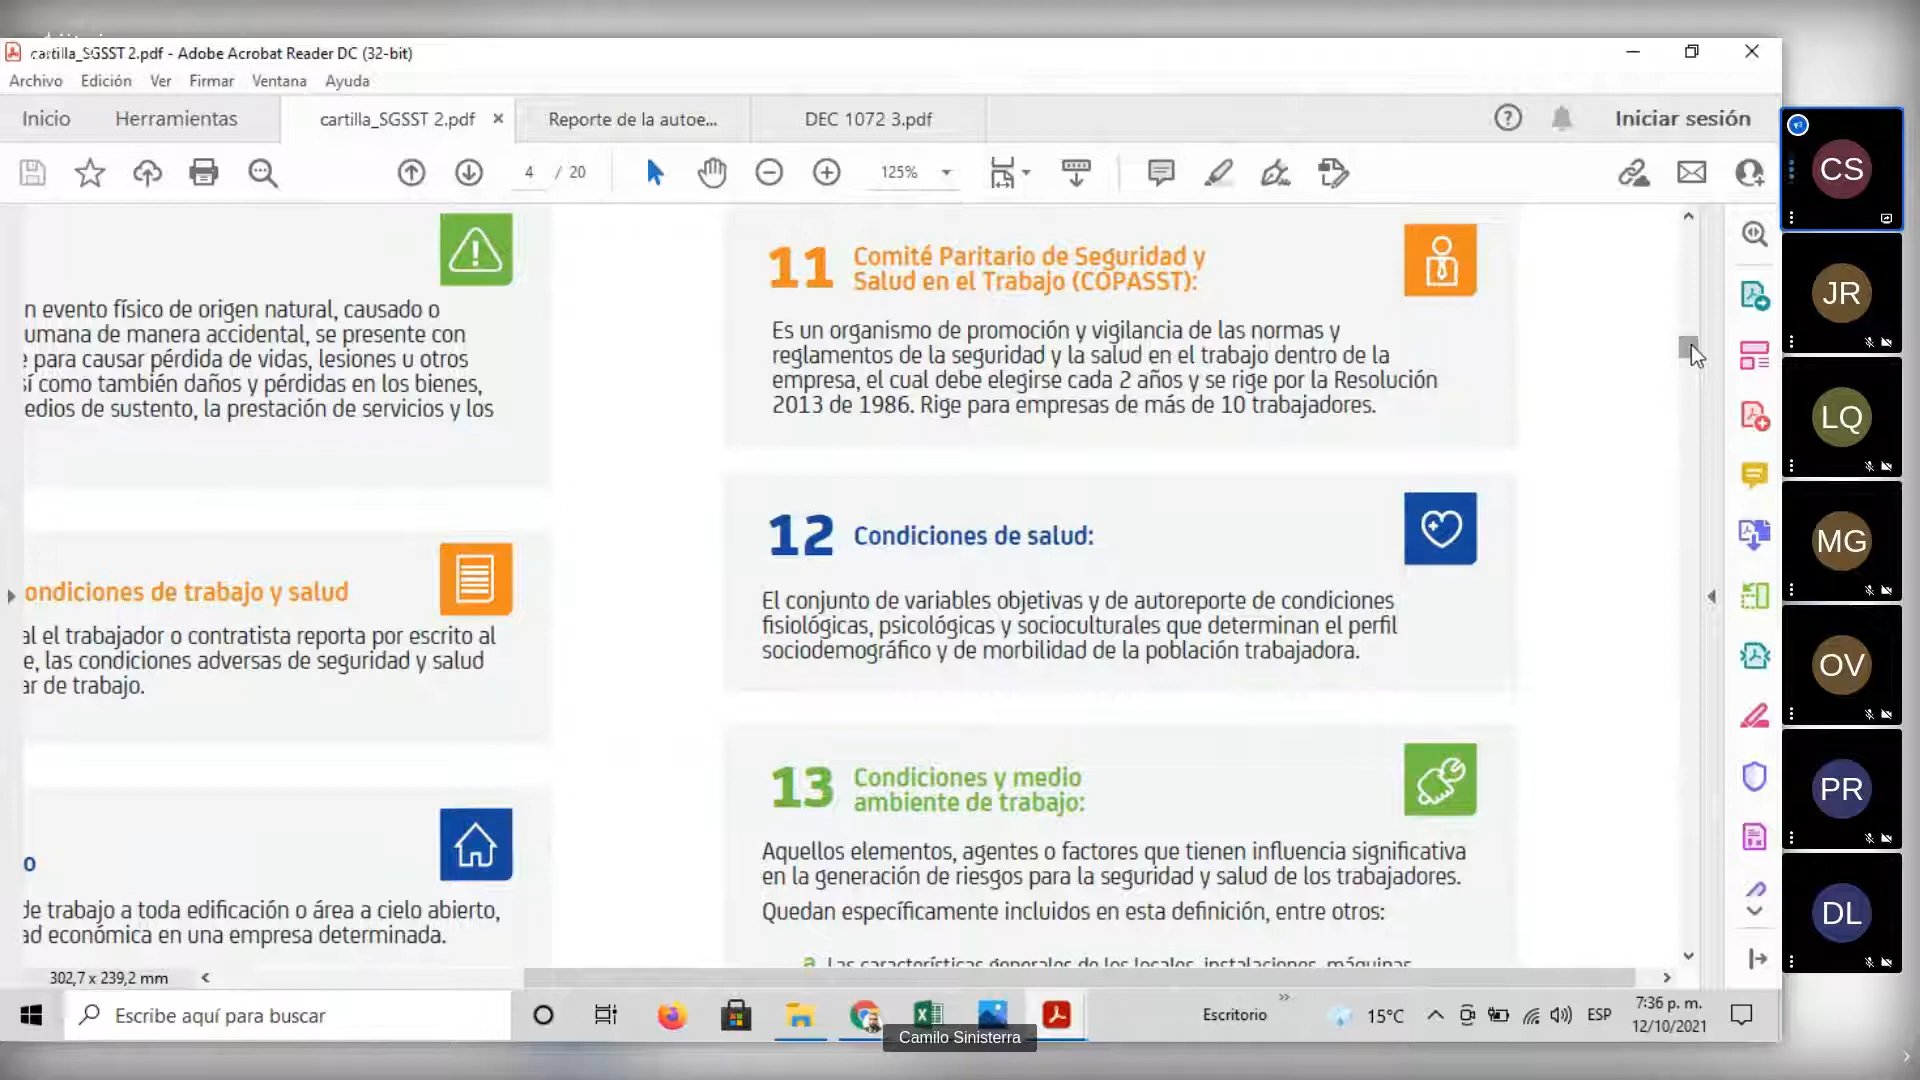 cartilla_SGSST 2.pdf - Adobe Acrobat Reader DC (32-bit)
Archivo Edición Ver Firmar Ventana Ayuda
Inicio Herramientas cartilla_SGSST 2.pdf × Reporte de la autoe... DEC 1072 3.pdf Iniciar sesión
4 / 20 125%
n evento físico de origen natural, causado o
umana de manera accidental, se presente con
e para causar pérdida de vidas, lesiones u otros
sí como también daños y pérdidas en los bienes,
edios de sustento, la prestación de servicios y los
ondiciones de trabajo y salud
al el trabajador o contratista reporta por escrito al
e, las condiciones adversas de seguridad y salud
ar de trabajo.
o
de trabajo a toda edificación o área a cielo abierto,
ad económica en una empresa determinada.
11 Comité Paritario de Seguridad y
Salud en el Trabajo (COPASST):
Es un organismo de promoción y vigilancia de las normas y
reglamentos de la seguridad y la salud en el trabajo dentro de la
empresa, el cual debe elegirse cada 2 años y se rige por la Resolución
2013 de 1986. Rige para empresas de más de 10 trabajadores.
12 Condiciones de salud:
El conjunto de variables objetivas y de autoreporte de condiciones
fisiológicas, psicológicas y socioculturales que determinan el perfil
sociodemográfico y de morbilidad de la población trabajadora.
13 Condiciones y medio
ambiente de trabajo:
Aquellos elementos, agentes o factores que tienen influencia significativa
en la generación de riesgos para la seguridad y salud de los trabajadores.
Quedan específicamente incluidos en esta definición, entre otros:
a Las características generales de los locales, instalaciones, máquinas,
302,7 x 239,2 mm
Escribe aquí para buscar
Escritorio
15°C
ESP
7:36 p. m.
12/10/2021
Camilo Sinisterra
CS
JR
LQ
MG
OV
PR
DL